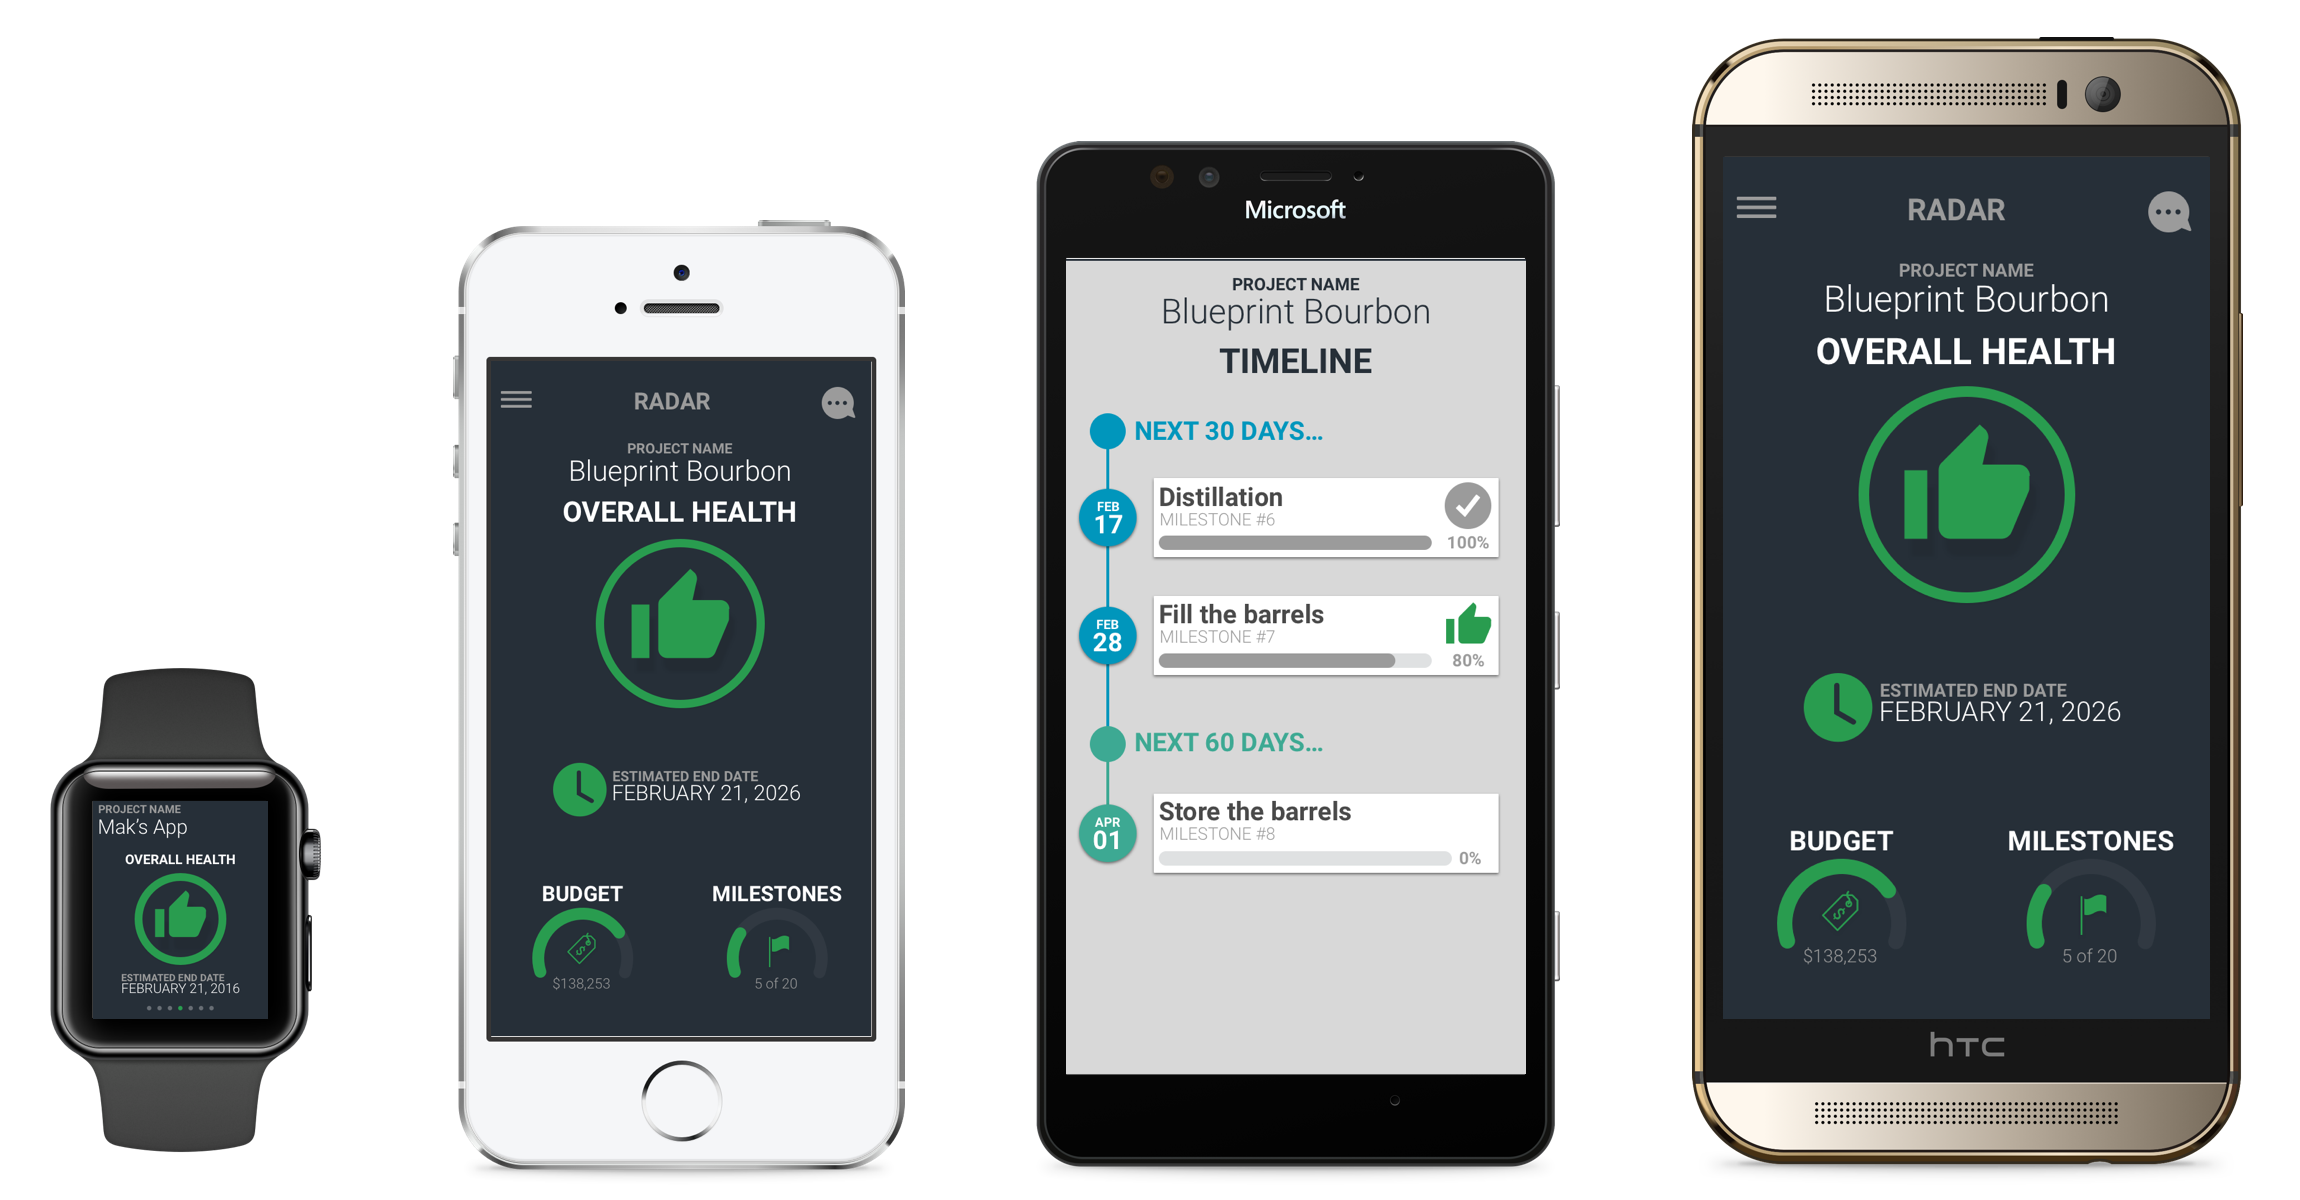 PROJECT NAME
Mak's App
OVERALL HEALTH
ESTIMATED END DATE
FEBRUARY 21, 2016
RADAR
PROJECT NAME
Blueprint Bourbon
OVERALL HEALTH
ESTIMATED END DATE
FEBRUARY 21, 2026
BUDGET
MILESTONES
$138,253
5 of 20
Microsoft
PROJECT NAME
Blueprint Bourbon
TIMELINE
NEXT 30 DAYS...
FEB
17
Distillation
MILESTONE #6
100%
FEB
28
Fill the barrels
MILESTONE #7
80%
NEXT 60 DAYS...
APR
01
Store the barrels
MILESTONE #8
0%
RADAR
PROJECT NAME
Blueprint Bourbon
OVERALL HEALTH
ESTIMATED END DATE
FEBRUARY 21, 2026
BUDGET
MILESTONES
$138,253
5 of 20
hTC